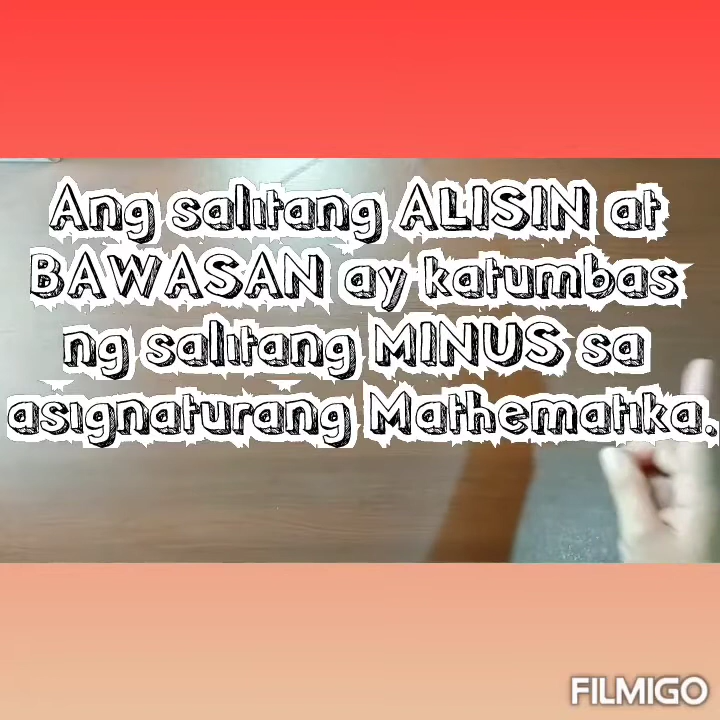 Ang salitang ALISIN at
BAWASAN ay katumbas
ng salitang MINUS sa
asignaturang Mathematika.
FILMIGO